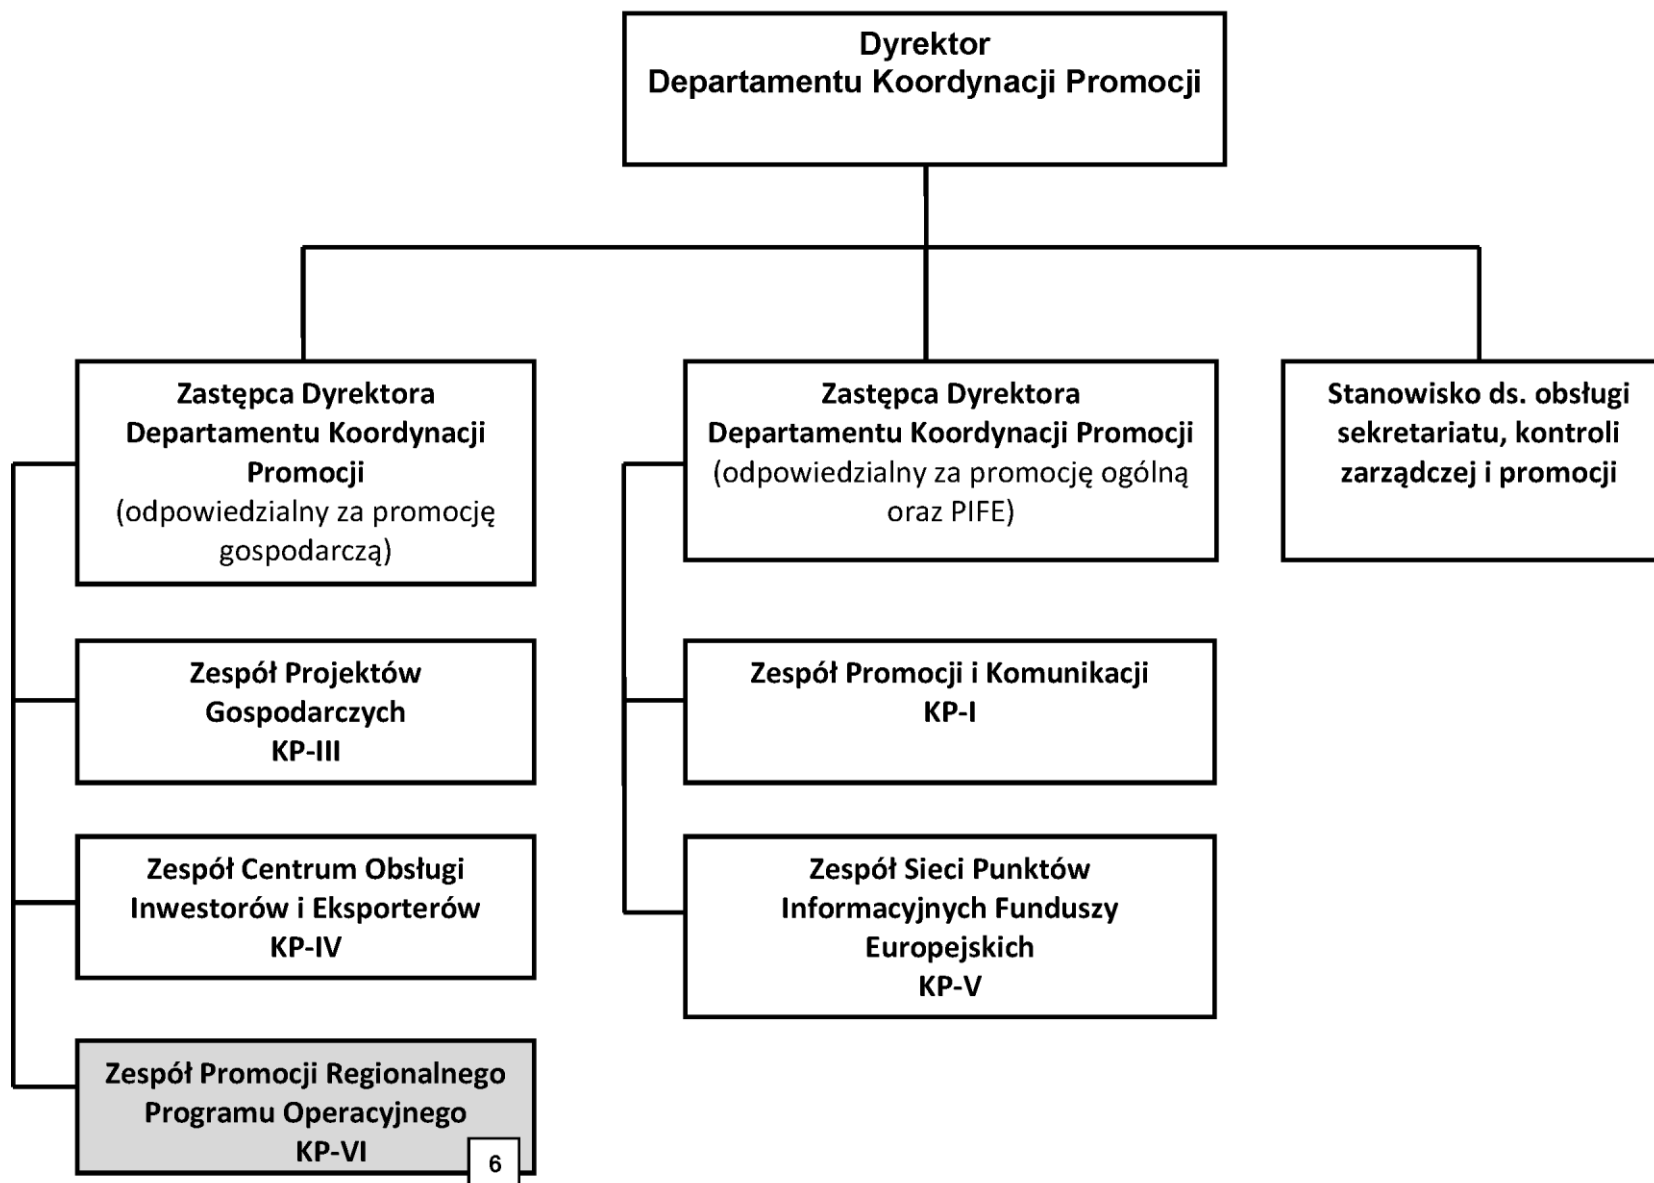 Dyrektor
Departamentu Koordynacji Promocji
Zastępca Dyrektora
Departamentu Koordynacji
Promocji
(odpowiedzialny za promocję
gospodarczą)
Zastępca Dyrektora
Departamentu Koordynacji Promocji
(odpowiedzialny za promocję ogólną
oraz PIFE)
Stanowisko ds. obsługi
sekretariatu, kontroli
zarządczej i promocji
Zespół Projektów
Gospodarczych
KP-III
Zespół Promocji i Komunikacji
KP-I
Zespół Centrum Obsługi
Inwestorów i Eksporterów
KP-IV
Zespół Sieci Punktów
Informacyjnych Funduszy
Europejskich
KP-V
Zespół Promocji Regionalnego
Programu Operacyjnego
KP-VI
6